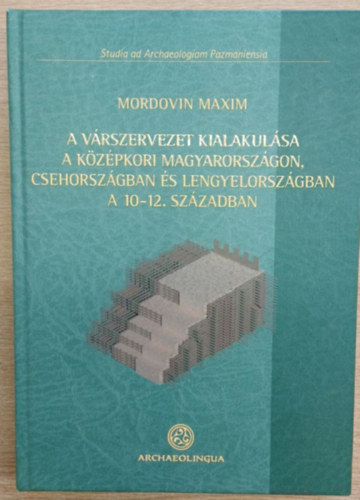 Studia ad Archaeologiam Pazmaniensia
MORDOVIN MAXIM
A VÁRSZERVEZET KIALAKULÁSA
A KÖZÉPKORI MAGYARORSZÁGON,
CSEHORSZÁGBAN ÉS LENGYELORSZÁGBAN
A 10–12. SZÁZADBAN
ARCHAEOLINGUA